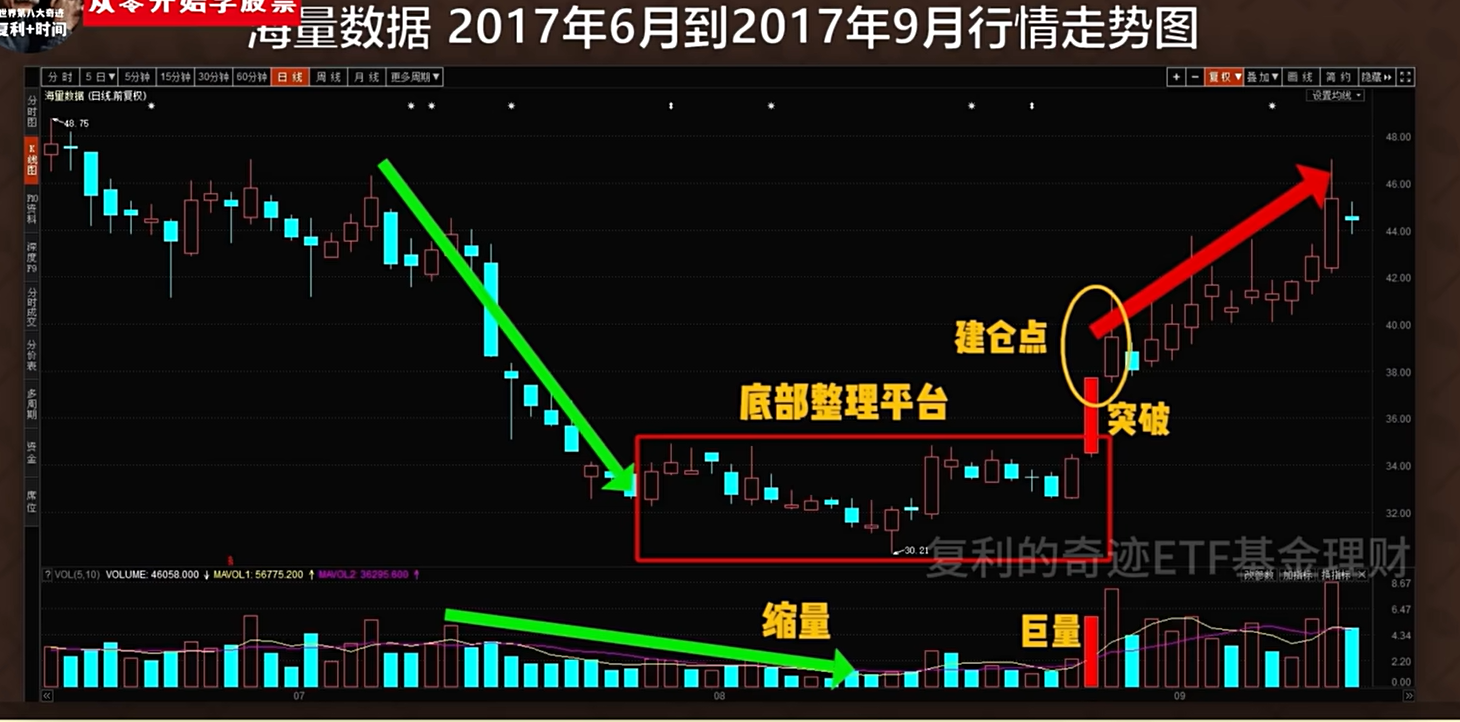 从零开始学股票
世界第八大奇迹
复利+时间
海量数据 2017年6月到2017年9月行情走势图
分时 5日▼ 5分钟 15分钟 30分钟 60分钟 日线 周线 月线 更多周期▼
+ - 复权▼ 叠加▼ 画线 简约 隐藏
海量数据(日线.前复权)
设置均线
分时图
K线图
F10资料
深度F9
分时成交
分价表
多周期
资金
席位
48.75
48.00
46.00
44.00
42.00
40.00
38.00
36.00
34.00
32.00
建仓点
底部整理平台
突破
30.21
复利的奇迹ETF基金理财
? VOL(5,10) VOLUME: 46058.000 ↓ MAVOL1: 56775.200 ↑ MAVOL2: 36295.600 ↑
改参数 加指标 换指标 ×
8.67
6.47
4.34
2.20
0.00
缩量
巨量
07 08 09